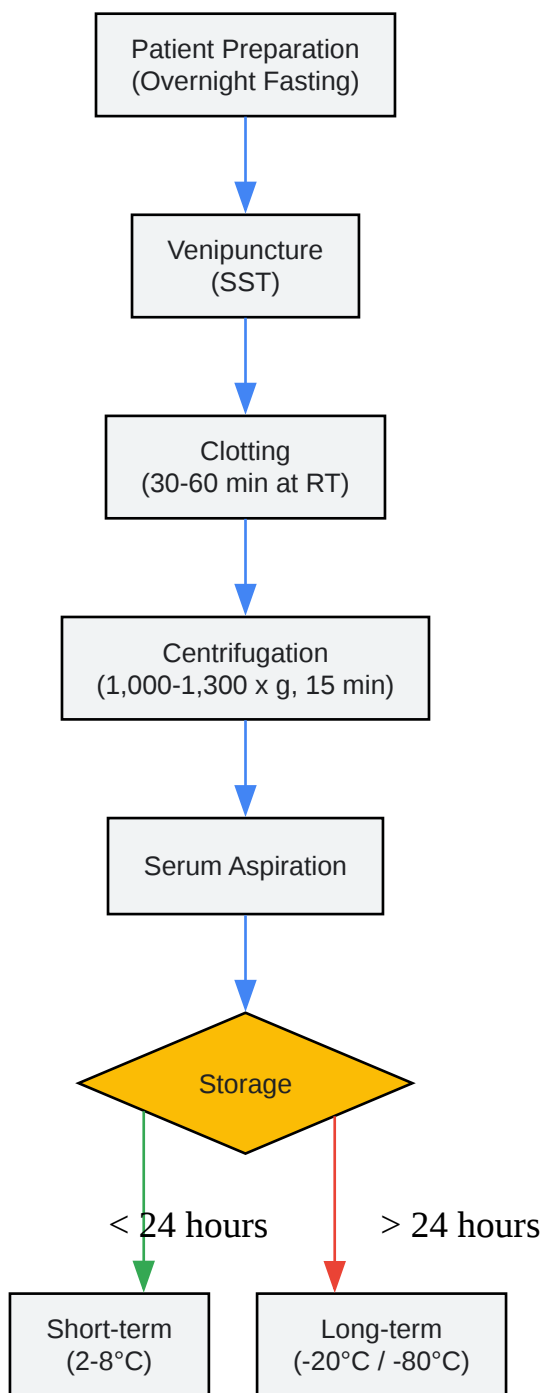 Patient Preparation
(Overnight Fasting)
Venipuncture
(SST)
Clotting
(30-60 min at RT)
Centrifugation
(1,000-1,300 x g, 15 min)
Serum Aspiration
Storage
< 24 hours
> 24 hours
Short-term
(2-8°C)
Long-term
(-20°C / -80°C)